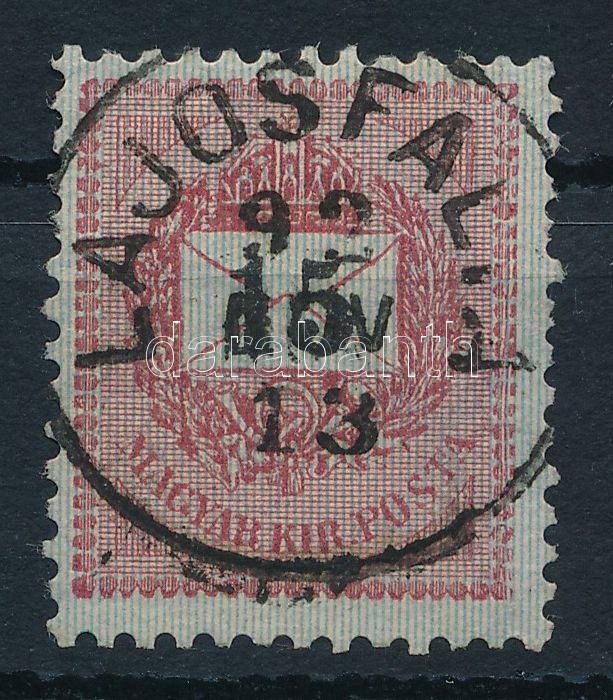 LAJOSFALVA
92
15
NOV
13
MAGYAR KIR. POSTA
darabanth